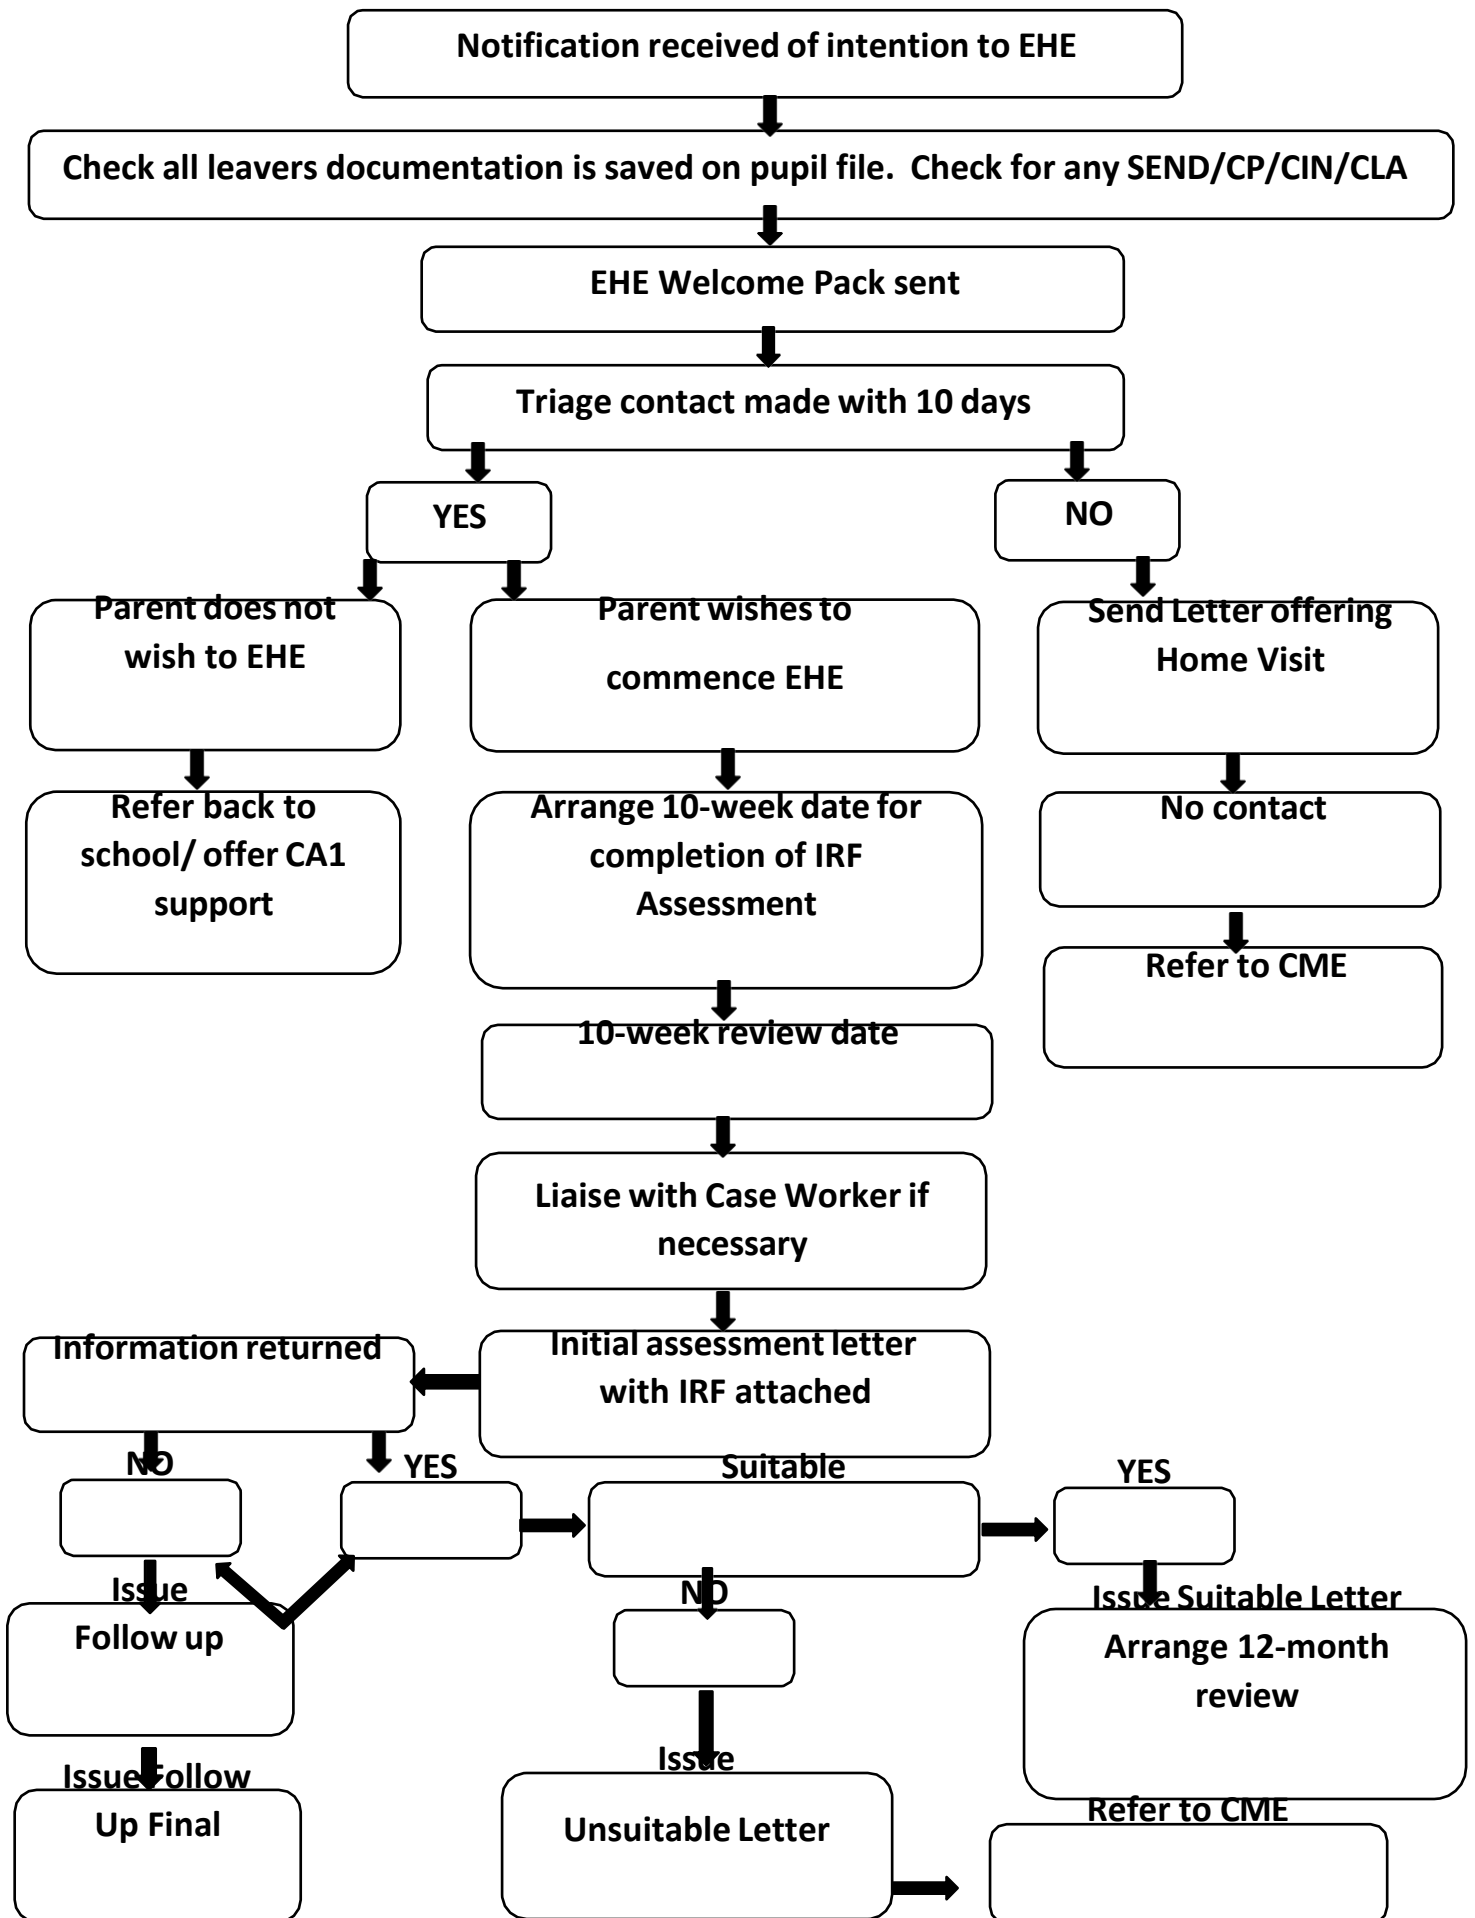 Notification received of intention to EHE
Check all leavers documentation is saved on pupil file. Check for any SEND/CP/CIN/CLA
EHE Welcome Pack sent
Triage contact made with 10 days
YES
NO
Parent does not
wish to EHE
Parent wishes to
commence EHE
Send Letter offering
Home Visit
Refer back to
school/ offer CA1
support
Arrange 10-week date for
completion of IRF
Assessment
No contact
Refer to CME
10-week review date
Liaise with Case Worker if
necessary
Initial assessment letter
with IRF attached
Information returned
NO
YES
Suitable
YES
Issue
Follow up
NO
Issue Suitable Letter
Arrange 12-month
review
Issue Follow
Up Final
Issue
Unsuitable Letter
Refer to CME